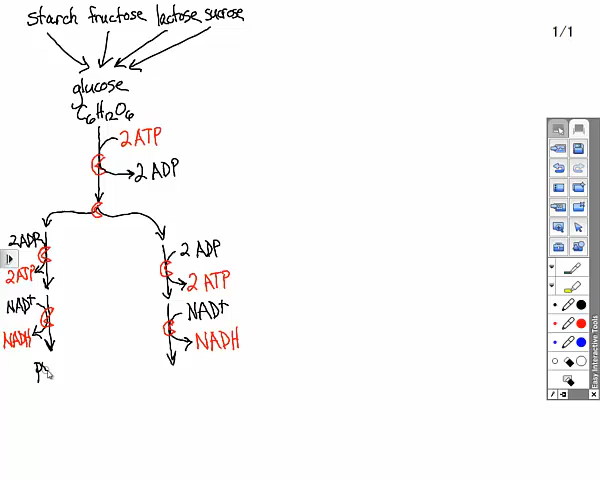 starch fructose lactose sucrose
1/1
glucose
C6H12O6
2 ATP
2 ADP
2 ADP
2 ATP
2 ADP
2 ATP
NAD+
NADH
NAD+
NADH
Easy Interactive Tools